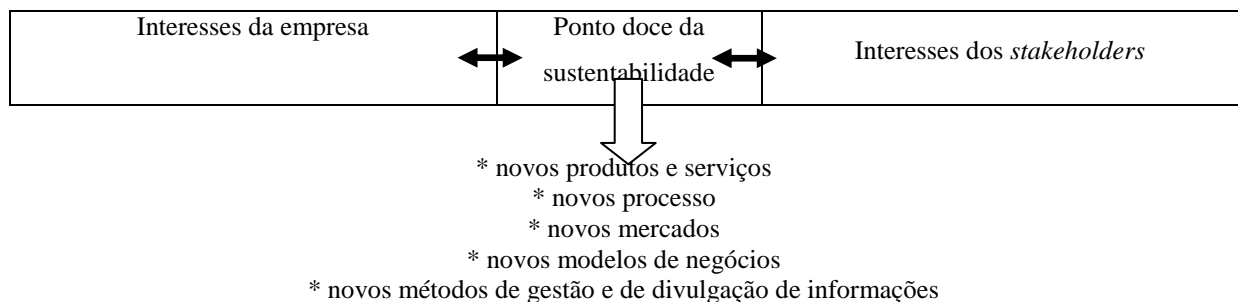 Interesses da empresa
Ponto doce da
sustentabilidade
Interesses dos stakeholders
* novos produtos e serviços
* novos processo
* novos mercados
* novos modelos de negócios
* novos métodos de gestão e de divulgação de informações